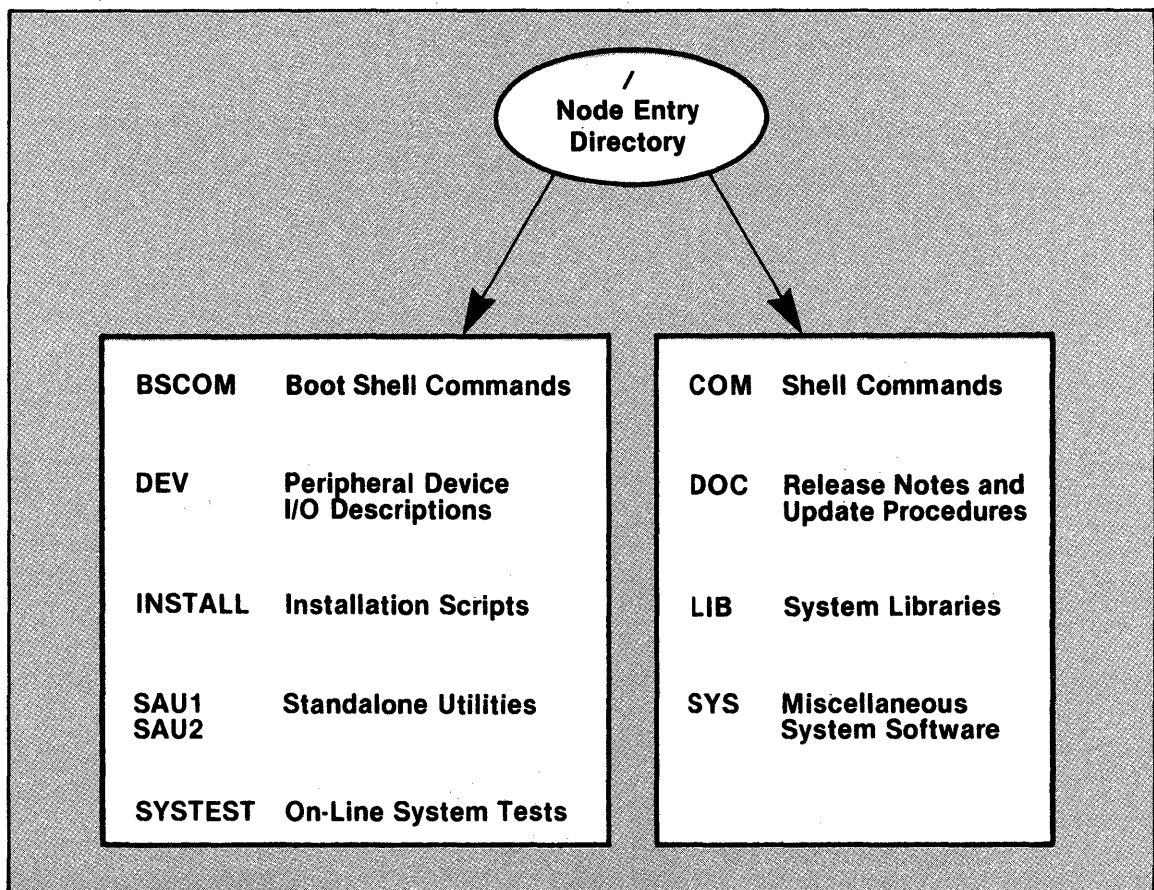 /
Node Entry
Directory
BSCOM Boot Shell Commands
DEV Peripheral Device
I/O Descriptions
INSTALL Installation Scripts
SAU1 Standalone Utilities
SAU2
SYSTEST On-Line System Tests
COM Shell Commands
DOC Release Notes and
Update Procedures
LIB System Libraries
SYS Miscellaneous
System Software